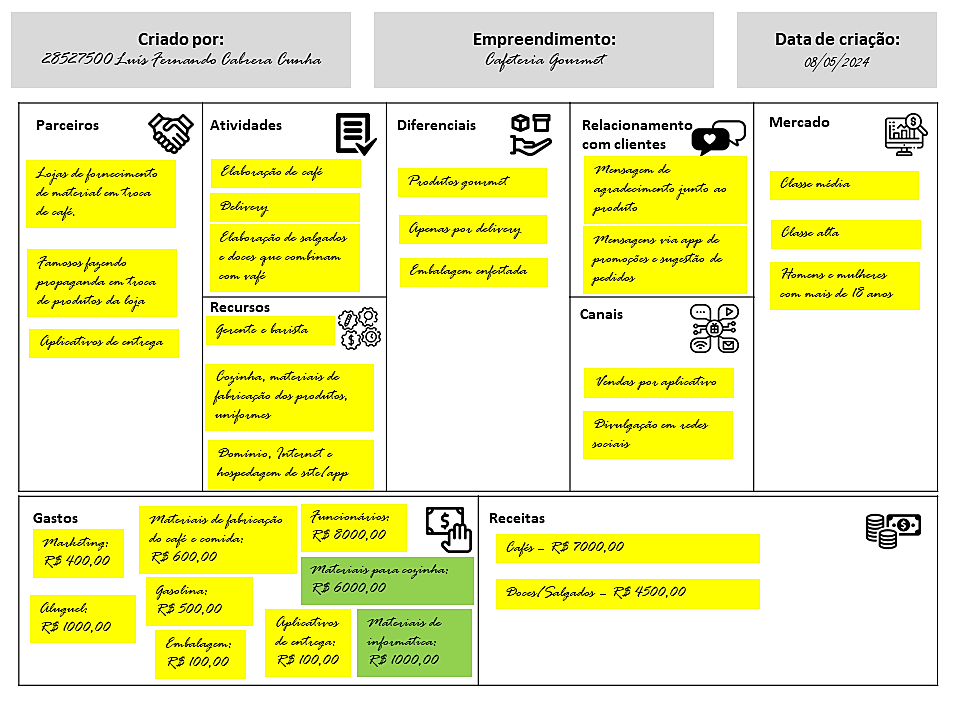 Criado por:
28527500 Luis Fernando Cabrera Cunha
Empreendimento:
Cafeteria Gourmet
Data de criação:
08/05/2024
Parceiros
Lojas de fornecimento
de material em troca
de café.
Famosos fazendo
propaganda em troca
de produtos da loja
Aplicativos de entrega
Atividades
Elaboração de café
Delivery
Elaboração de salgados
e doces que combinam
com vafé
Recursos
Gerente e barista
Cozinha, materiais de
fabricação dos produtos,
uniformes
Domínio, Internet e
hospedagem de site/app
Diferenciais
Produtos gourmet
Apenas por delivery
Embalagem enfeitada
Relacionamento
com clientes
Mensagem de
agradecimento junto ao
produto
Mensagens via app de
promoções e sugestão de
pedidos
Canais
Vendas por aplicativo
Divulgação em redes
sociais
Mercado
Classe média
Classe alta
Homens e mulheres
com mais de 18 anos
Gastos
Marketing:
R$ 400,00
Aluguel:
R$ 1000,00
Materiais de fabricação
do café e comida:
R$ 600,00
Gasolina:
R$ 500,00
Embalagem:
R$ 100,00
Funcionários:
R$ 8000,00
Materiais para cozinha:
R$ 6000,00
Aplicativos
de entrega:
R$ 100,00
Materiais de
informática:
R$ 1000,00
Receitas
Cafés – R$ 7000,00
Doces/Salgados – R$ 4500,00